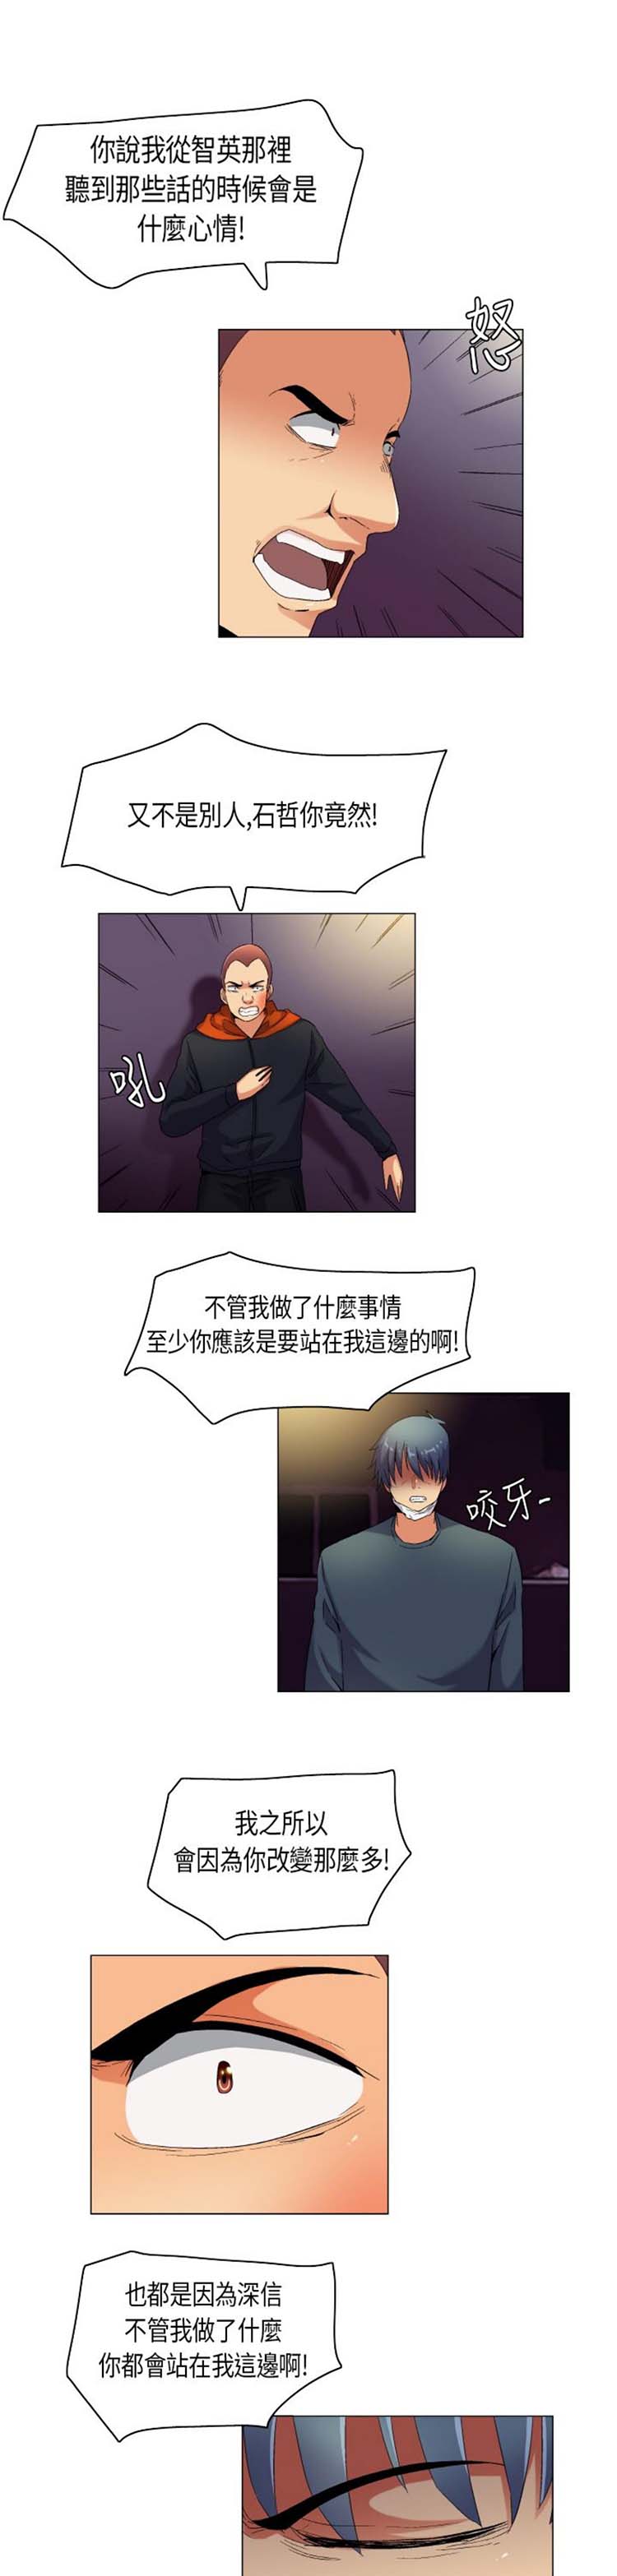 你說我從智英那裡
聽到那些話的時候會是
什麼心情!
怒
又不是別人,石哲你竟然!
吼
不管我做了什麼事情
至少你應該是要站在我這邊的啊!
咬牙-
我之所以
會因為你改變那麼多!
也都是因為深信
不管我做了什麼
你都會站在我這邊啊!